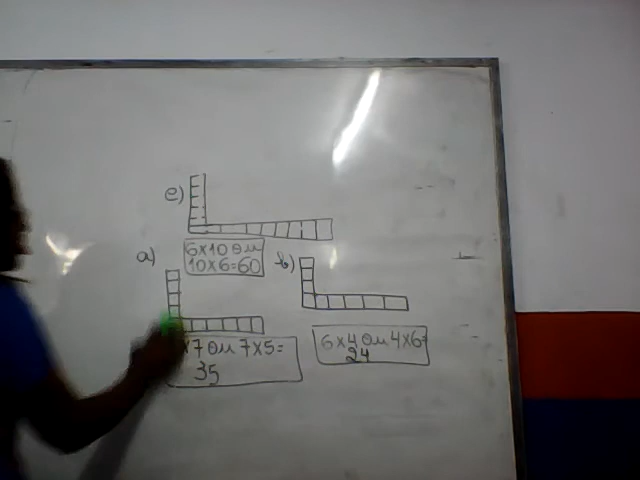 e)
6x10 ou
10x6=60
a)
x7 ou 7x5=
35
b)
6x4 ou 4x6=
24